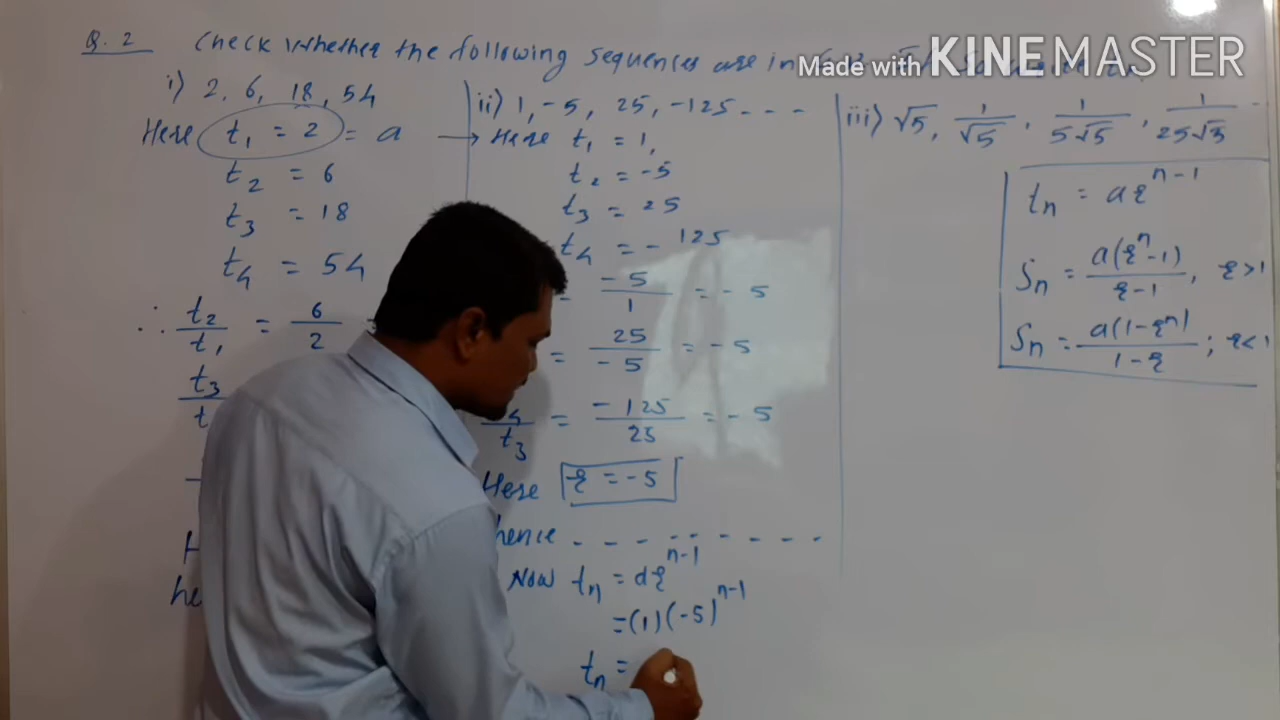 Q. 2 Check whether the following sequences are in
Made with KINEMASTER
i) 2, 6, 18, 54
Here t₁ = 2 = a
t₂ = 6
t₃ = 18
t₄ = 54
∴ t₂/t₁ = 6/2
t₃
ii) 1, -5, 25, -125 - - - -
→ Here t₁ = 1,
t₂ = -5
t₃ = 25
t₄ = - 125
= -5/1 = - 5
= 25/-5 = - 5
/t₃ = -125/25 = - 5
Here r = -5
hence - - - - - - - - -
Now tₙ = ar^(n-1)
= (1)(-5)^(n-1)
tₙ =
iii) √5, 1/√5, 1/5√5, 1/25√5 - -
tₙ = ar^(n-1)
Sₙ = a(rⁿ-1)/r-1, r>1
Sₙ = a(1-rⁿ)/1-r ; r<1